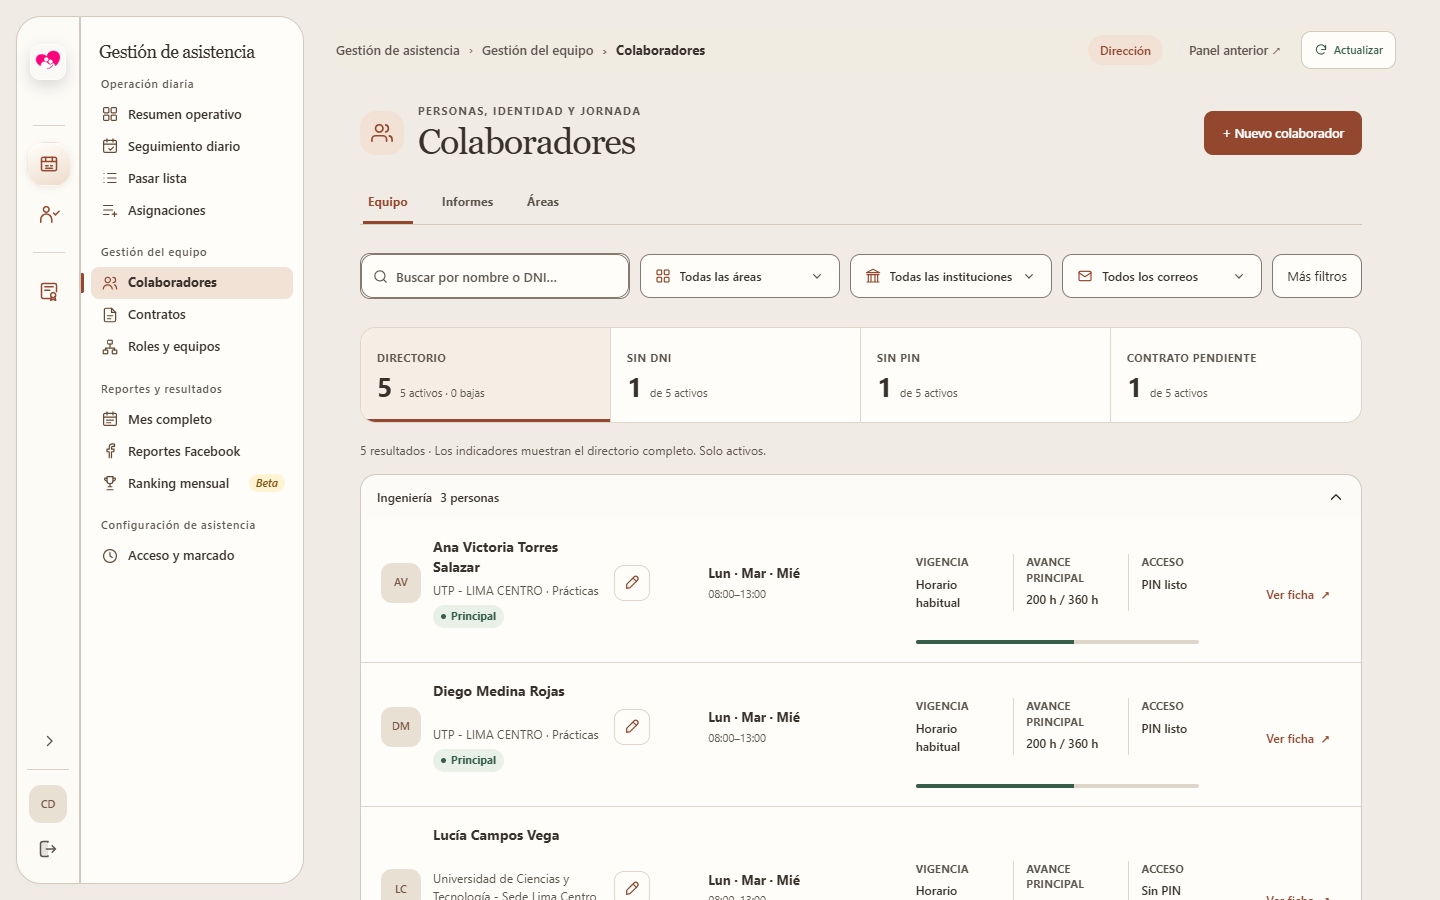 Gestión de asistencia
Operación diaria
Resumen operativo
Seguimiento diario
Pasar lista
Asignaciones
Gestión del equipo
Colaboradores
Contratos
Roles y equipos
Reportes y resultados
Mes completo
Reportes Facebook
Ranking mensual Beta
Configuración de asistencia
Acceso y marcado
CD
Gestión de asistencia › Gestión del equipo › Colaboradores
Dirección
Panel anterior ↗
Actualizar
PERSONAS, IDENTIDAD Y JORNADA
Colaboradores
+ Nuevo colaborador
Equipo Informes Áreas
Buscar por nombre o DNI...
Todas las áreas
Todas las instituciones
Todos los correos
Más filtros
DIRECTORIO
5 5 activos · 0 bajas
SIN DNI
1 de 5 activos
SIN PIN
1 de 5 activos
CONTRATO PENDIENTE
1 de 5 activos
5 resultados · Los indicadores muestran el directorio completo. Solo activos.
Ingeniería 3 personas
AV
Ana Victoria Torres
Salazar
UTP - LIMA CENTRO · Prácticas
Principal
Lun · Mar · Mié
08:00–13:00
VIGENCIA
Horario
habitual
AVANCE
PRINCIPAL
200 h / 360 h
ACCESO
PIN listo
Ver ficha ↗
DM
Diego Medina Rojas
UTP - LIMA CENTRO · Prácticas
Principal
Lun · Mar · Mié
08:00–13:00
VIGENCIA
Horario
habitual
AVANCE
PRINCIPAL
200 h / 360 h
ACCESO
PIN listo
Ver ficha ↗
LC
Lucía Campos Vega
Universidad de Ciencias y
Tecnología - Sede Lima Centro
Lun · Mar · Mié
08:00–13:00
VIGENCIA
Horario
AVANCE
PRINCIPAL
ACCESO
Sin PIN
Ver ficha ↗